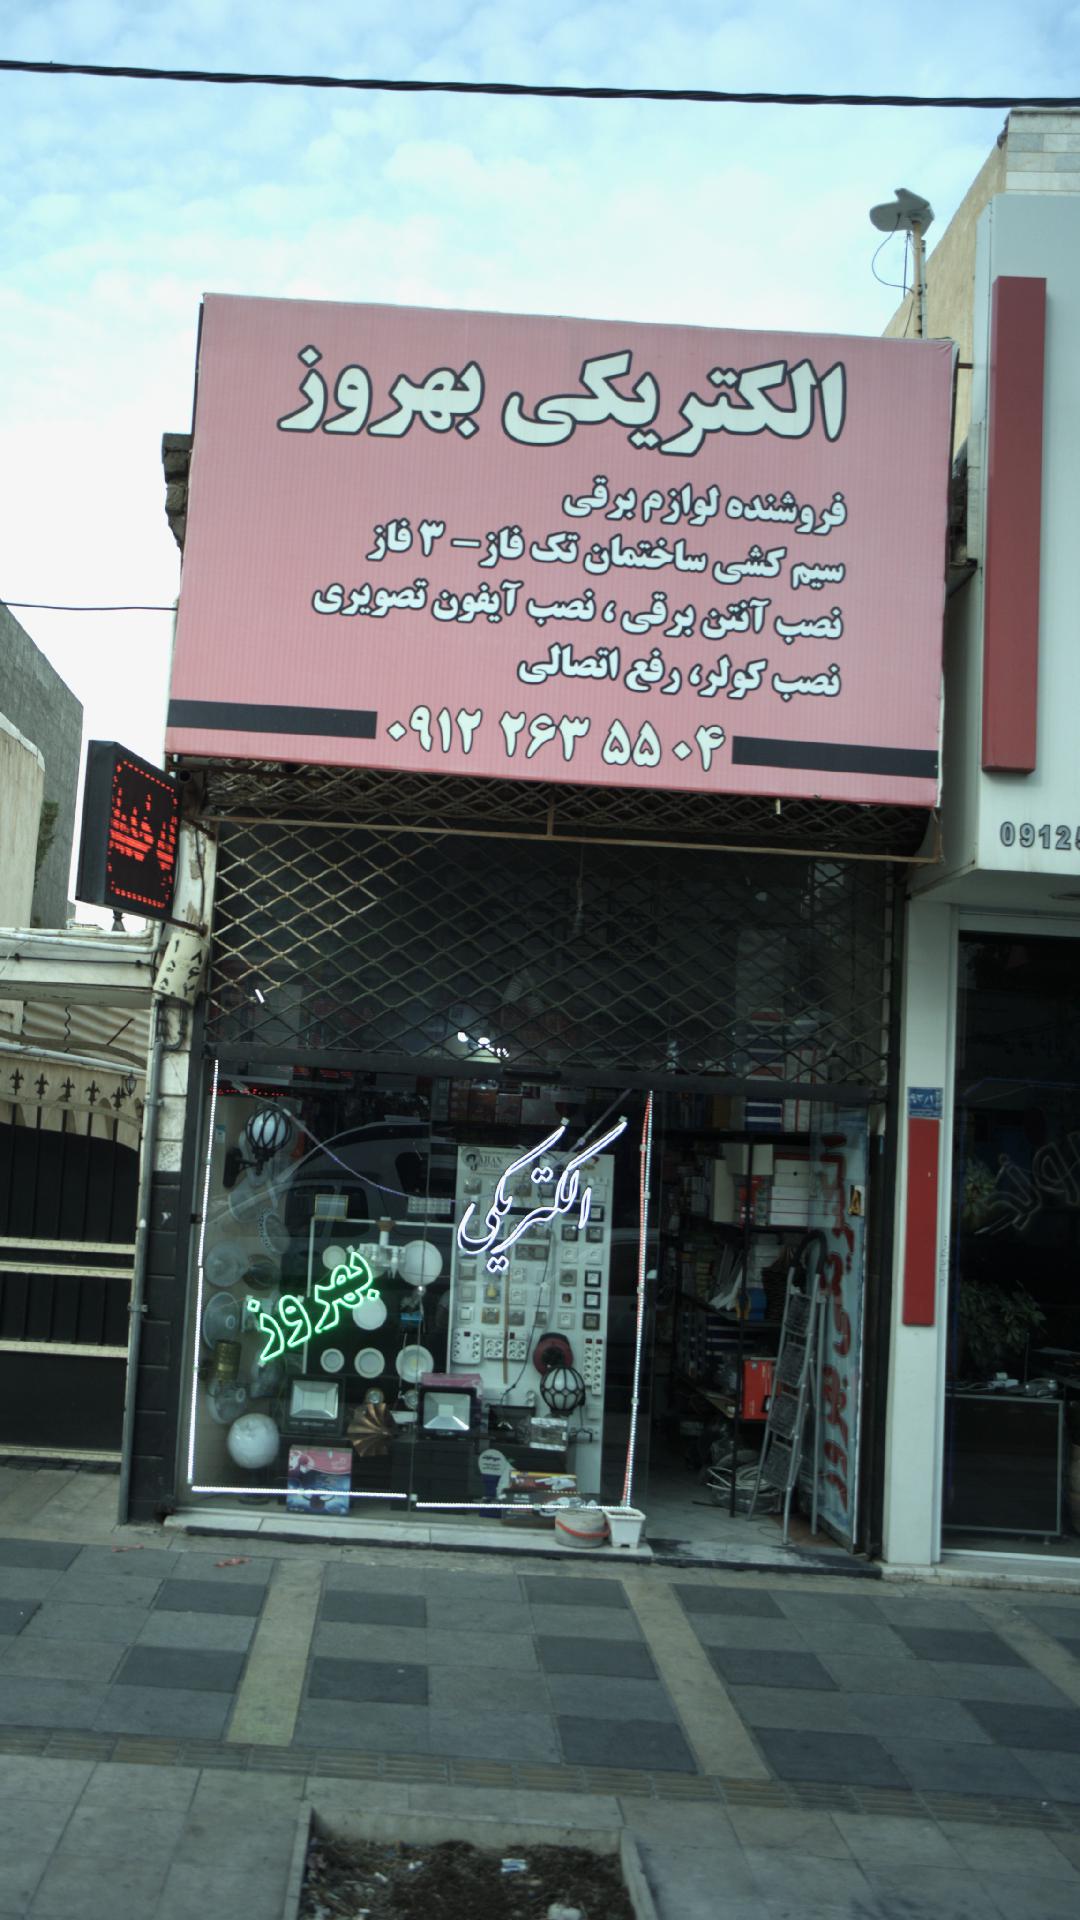 الکتریکی بهروز
فروشنده لوازم برقی
سیم کشی ساختمان تک فاز - ۳ فاز
نصب آنتن برقی ، نصب آیفون تصویری
نصب کولر، رفع اتصالی
۰۹۱۲ ۲۶۳ ۵۵ ۰۴
0912
الکتریکی
بهروز